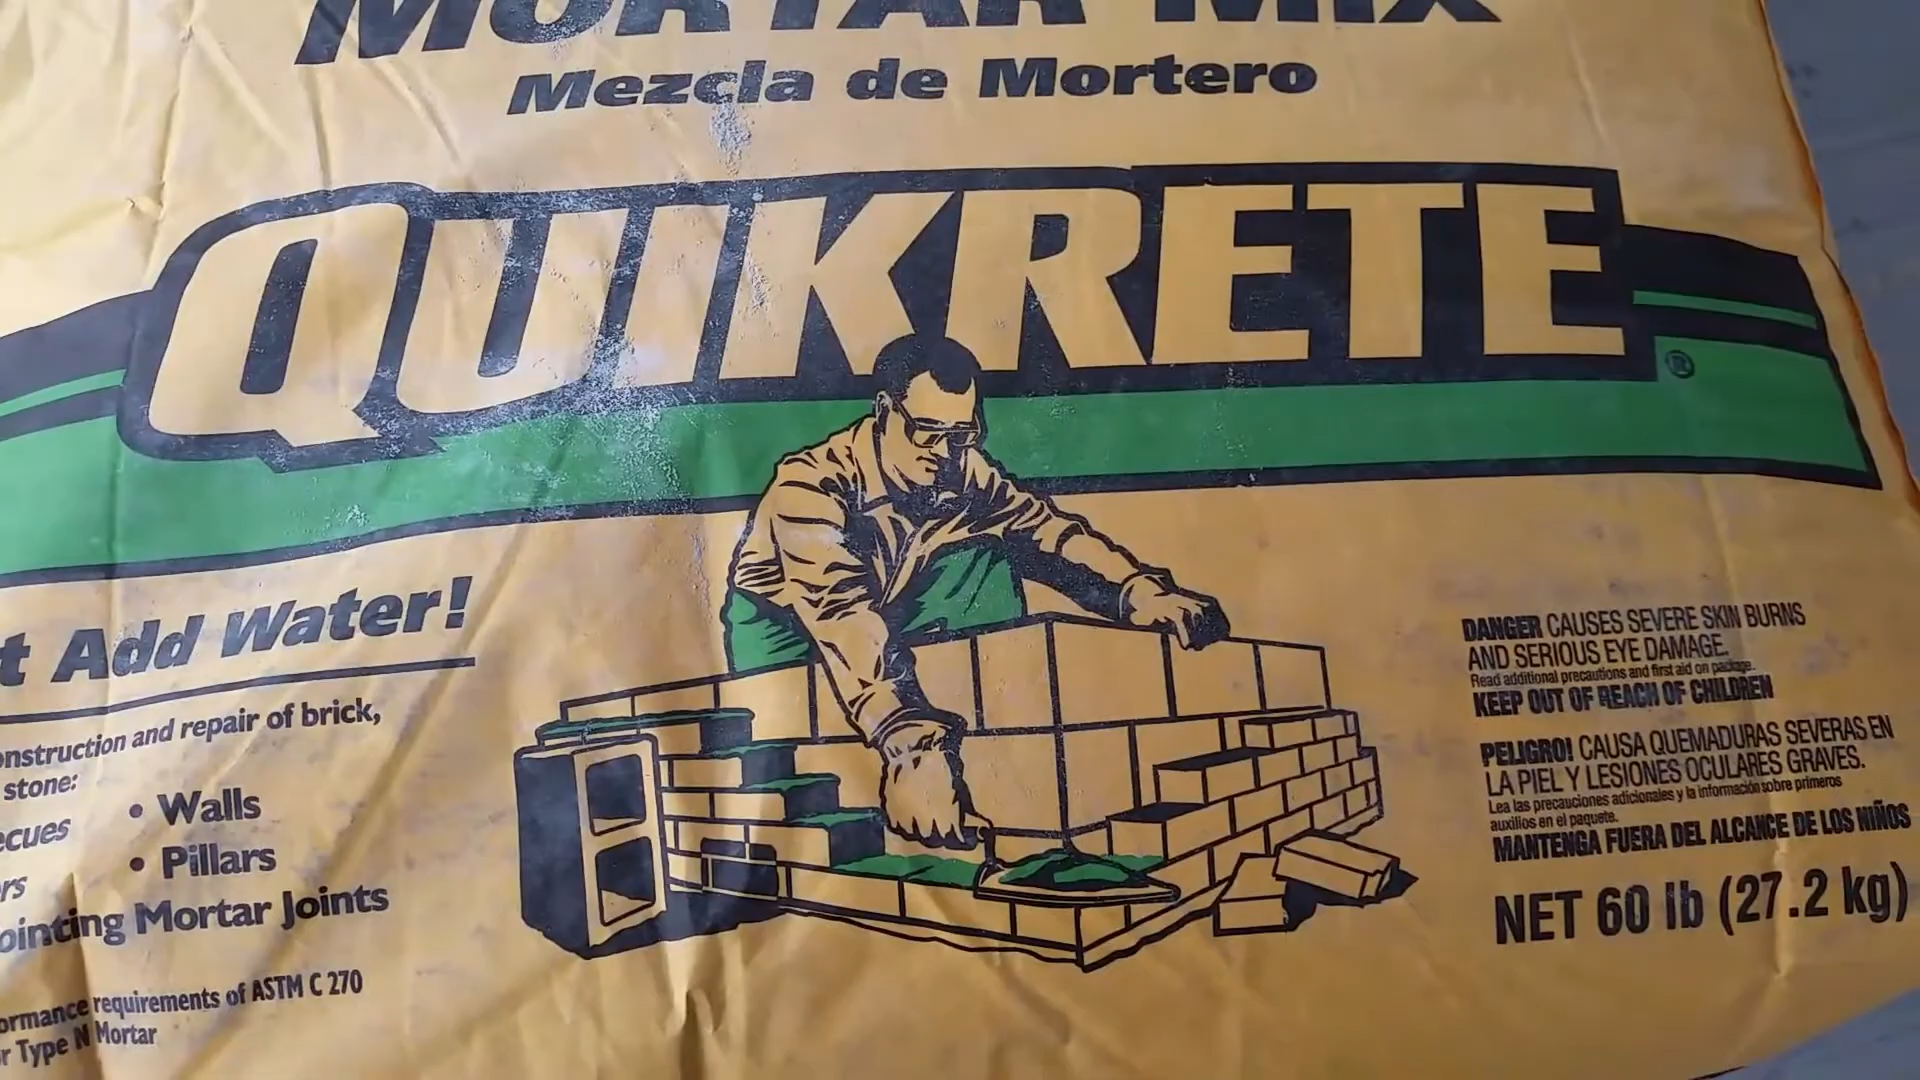 MORTAR MIX
Mezcla de Mortero
QUIKRETE
®
Add Water!
and repair of brick,
stone:
• Walls
• Pillars
Mortar Joints
requirements of ASTM C 270
Type N Mortar
DANGER CAUSES SEVERE SKIN BURNS
AND SERIOUS EYE DAMAGE.
Read additional precautions and first aid on package.
KEEP OUT OF REACH OF CHILDREN
PELIGRO! CAUSA QUEMADURAS SEVERAS EN
LA PIEL Y LESIONES OCULARES GRAVES.
Lea las precauciones adicionales y la información sobre primeros
auxilios en el paquete.
MANTENGA FUERA DEL ALCANCE DE LOS NIÑOS
NET 60 lb (27.2 kg)